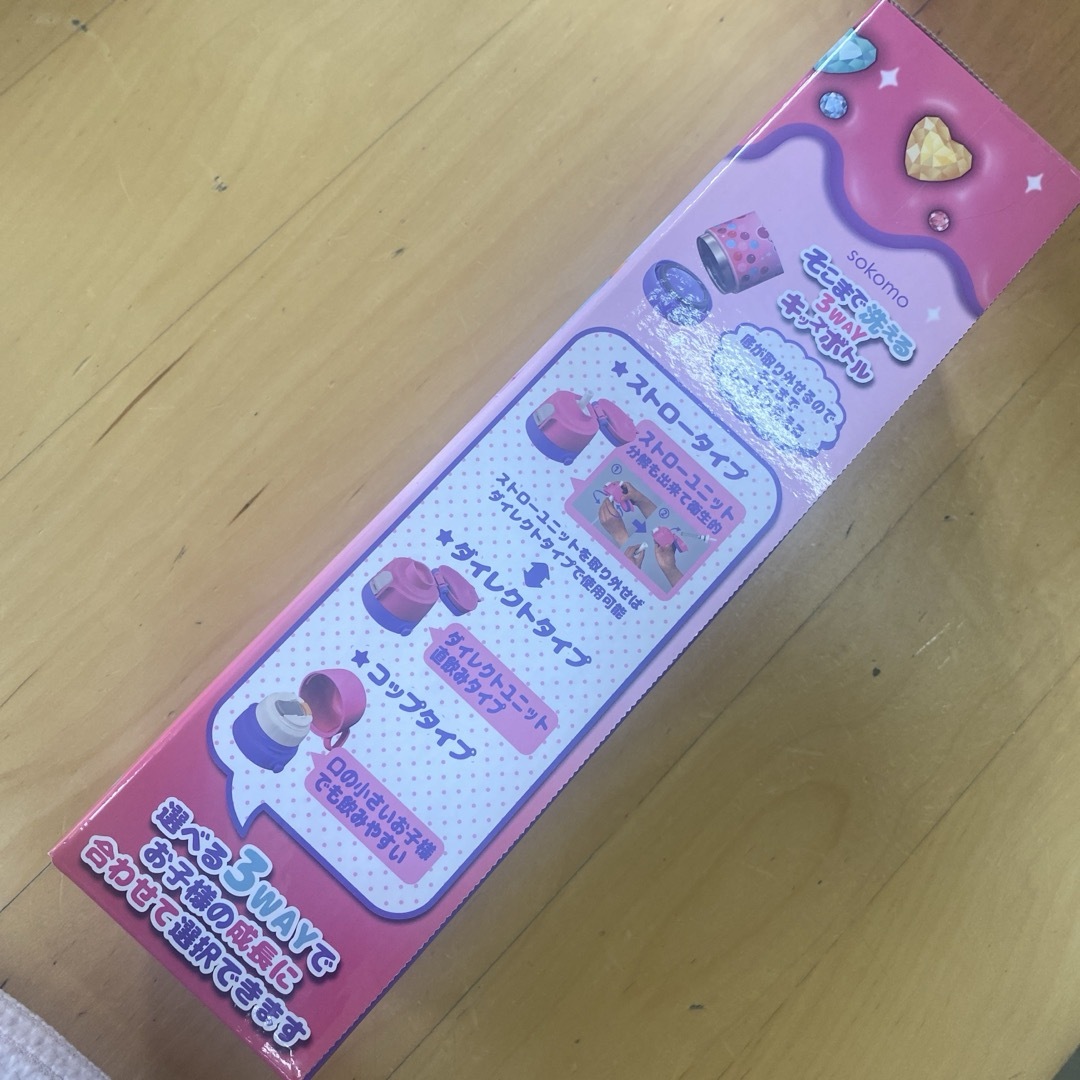 sokomo
そこまで洗える
3WAY
キッズボトル
底が取り外せるので
★ストロータイプ
ストローユニット
分解も出来て衛生的
①
②
ストローユニットを取り外せば
ダイレクトタイプで使用可能
★ダイレクトタイプ
ダイレクトユニット
直飲みタイプ
★コップタイプ
口の小さいお子様
でも飲みやすい
選べる3WAYで
お子様の成長に
合わせて選択できます